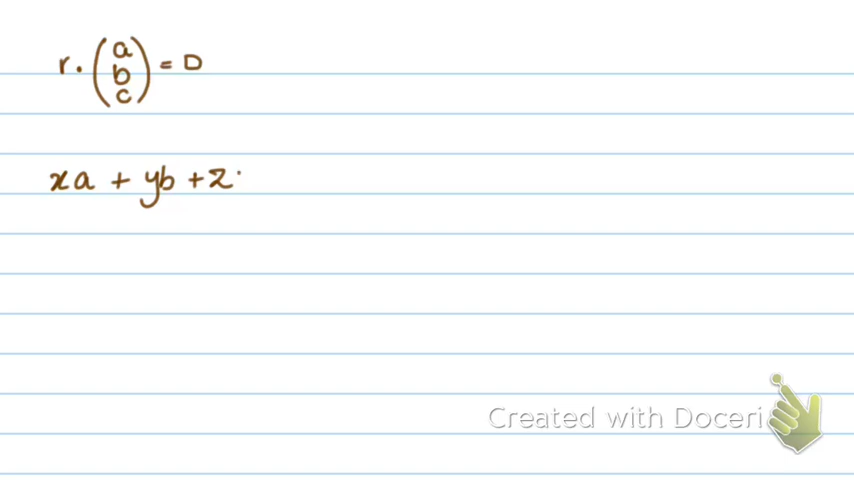 r. (a b c) = D
xa + yb + z
Created with Doceri